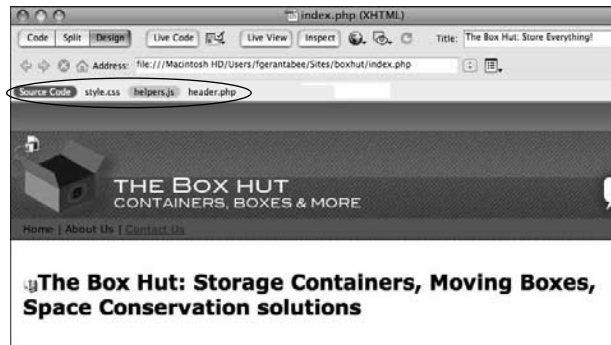 index.php (XHTML)
Code Split Design Live Code Live View Inspect Title: The Box Hut: Store Everything!
Address: file:///Macintosh HD/Users/fgerantabee/Sites/boxhut/index.php
Source Code style.css helpers.js header.php
THE BOX HUT
CONTAINERS, BOXES & MORE
Home | About Us | Contact Us
The Box Hut: Storage Containers, Moving Boxes,
Space Conservation solutions